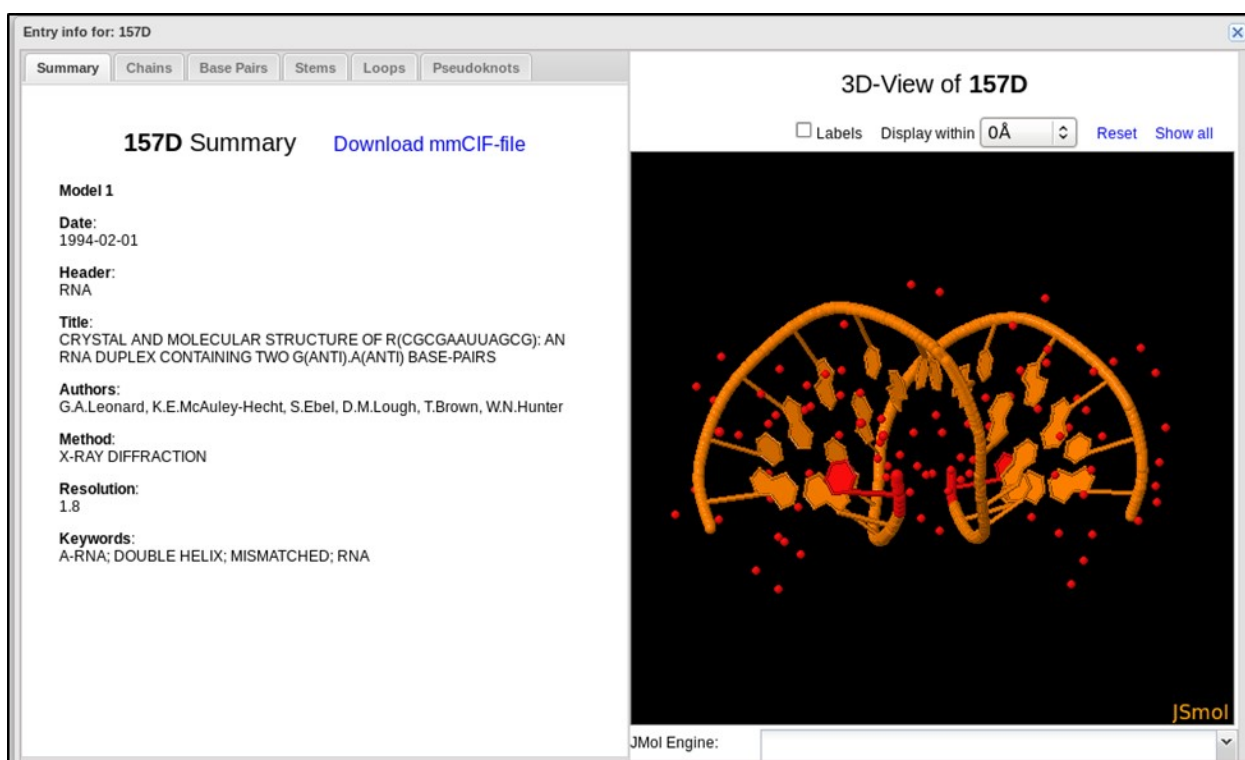 Entry info for: 157D
Summary Chains Base Pairs Stems Loops Pseudoknots
157D Summary Download mmCIF-file
Model 1
Date:
1994-02-01
Header:
RNA
Title:
CRYSTAL AND MOLECULAR STRUCTURE OF R(CGCGAAUUAGCG): AN
RNA DUPLEX CONTAINING TWO G(ANTI).A(ANTI) BASE-PAIRS
Authors:
G.A.Leonard, K.E.McAuley-Hecht, S.Ebel, D.M.Lough, T.Brown, W.N.Hunter
Method:
X-RAY DIFFRACTION
Resolution:
1.8
Keywords:
A-RNA; DOUBLE HELIX; MISMATCHED; RNA
3D-View of 157D
Labels Display within 0Å Reset Show all
JSmol
JMol Engine: